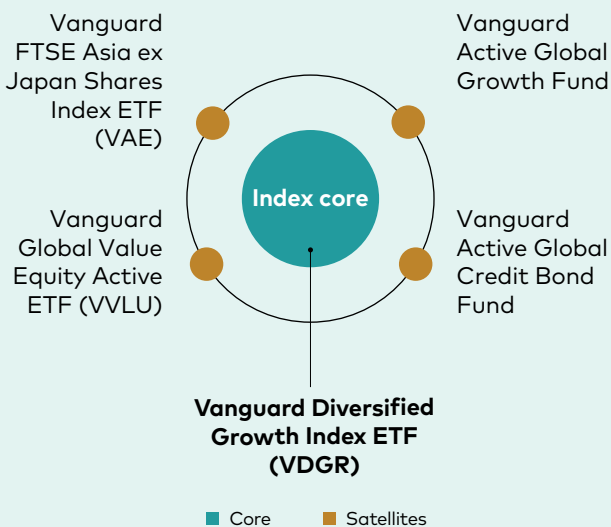 Vanguard
FTSE Asia ex
Japan Shares
Index ETF
(VAE)
Vanguard
Active Global
Growth Fund
Index core
Vanguard
Global Value
Equity Active
ETF (VVLU)
Vanguard
Active Global
Credit Bond
Fund
Vanguard Diversified
Growth Index ETF
(VDGR)
Core
Satellites